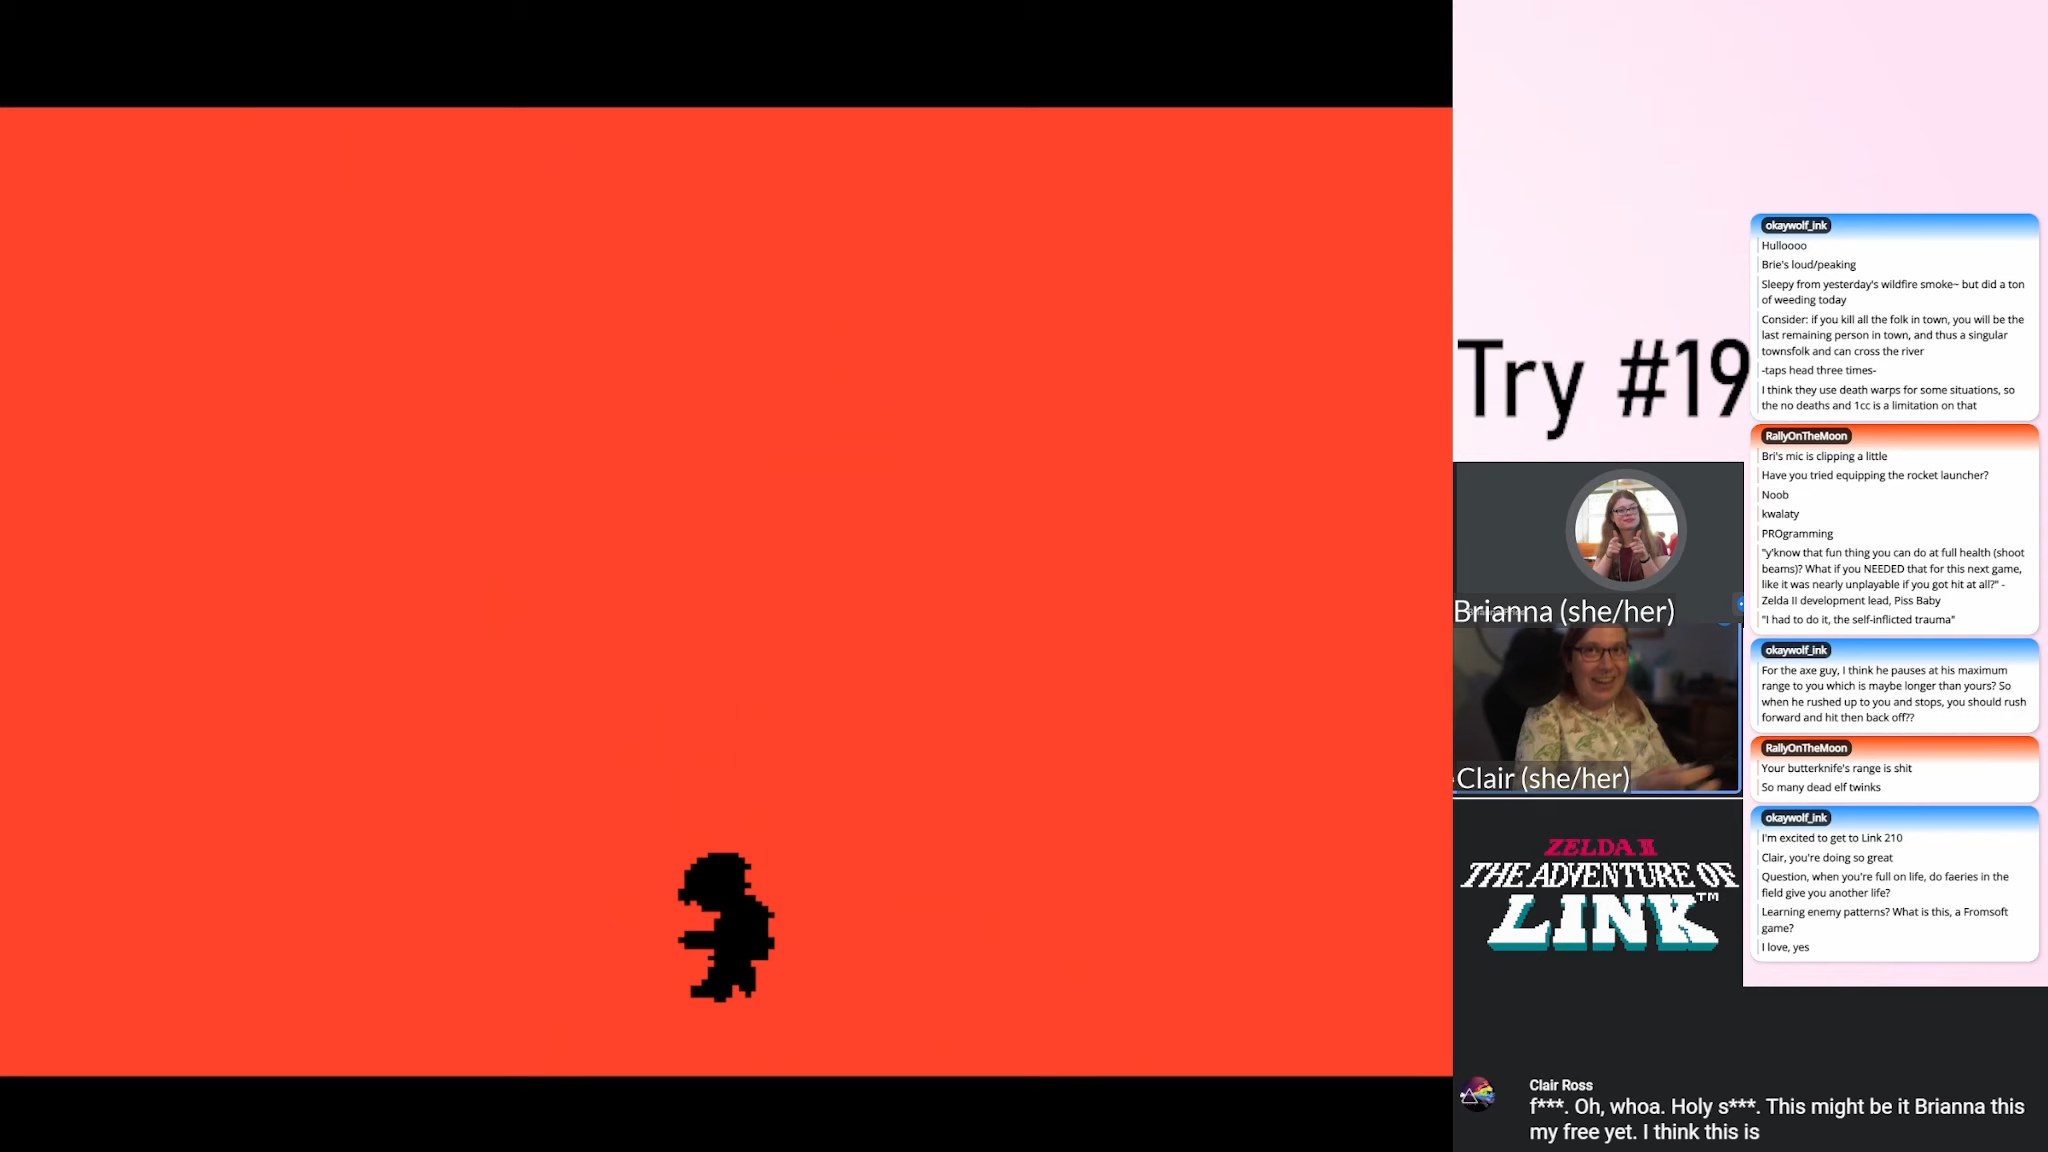 Try #19
Brianna (she/her)
Clair (she/her)
ZELDA II
THE ADVENTURE OF
LINK™
okaywolf_ink
Hulloooo
Brie's loud/peaking
Sleepy from yesterday's wildfire smoke~ but did a ton
of weeding today
Consider: if you kill all the folk in town, you will be the
last remaining person in town, and thus a singular
townsfolk and can cross the river
-taps head three times-
I think they use death warps for some situations, so
the no deaths and 1cc is a limitation on that
RallyOnTheMoon
Bri's mic is clipping a little
Have you tried equipping the rocket launcher?
Noob
kwalaty
PROgramming
"y'know that fun thing you can do at full health (shoot
beams)? What if you NEEDED that for this next game,
like it was nearly unplayable if you got hit at all?" -
Zelda II development lead, Piss Baby
"I had to do it, the self-inflicted trauma"
okaywolf_ink
For the axe guy, I think he pauses at his maximum
range to you which is maybe longer than yours? So
when he rushed up to you and stops, you should rush
forward and hit then back off??
RallyOnTheMoon
Your butterknife's range is shit
So many dead elf twinks
okaywolf_ink
I'm excited to get to Link 210
Clair, you're doing so great
Question, when you're full on life, do faeries in the
field give you another life?
Learning enemy patterns? What is this, a Fromsoft
game?
I love, yes
Clair Ross
f***. Oh, whoa. Holy s***. This might be it Brianna this
my free yet. I think this is